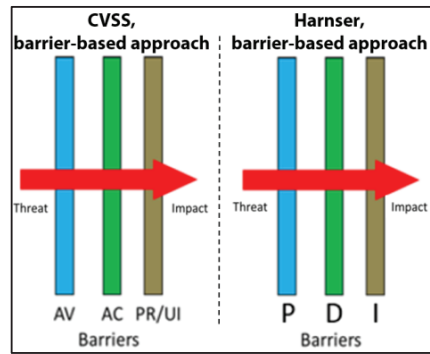 CVSS,
barrier-based approach
Threat
Impact
AV AC PR/UI
Barriers
Harnser,
barrier-based approach
Threat
Impact
P D I
Barriers